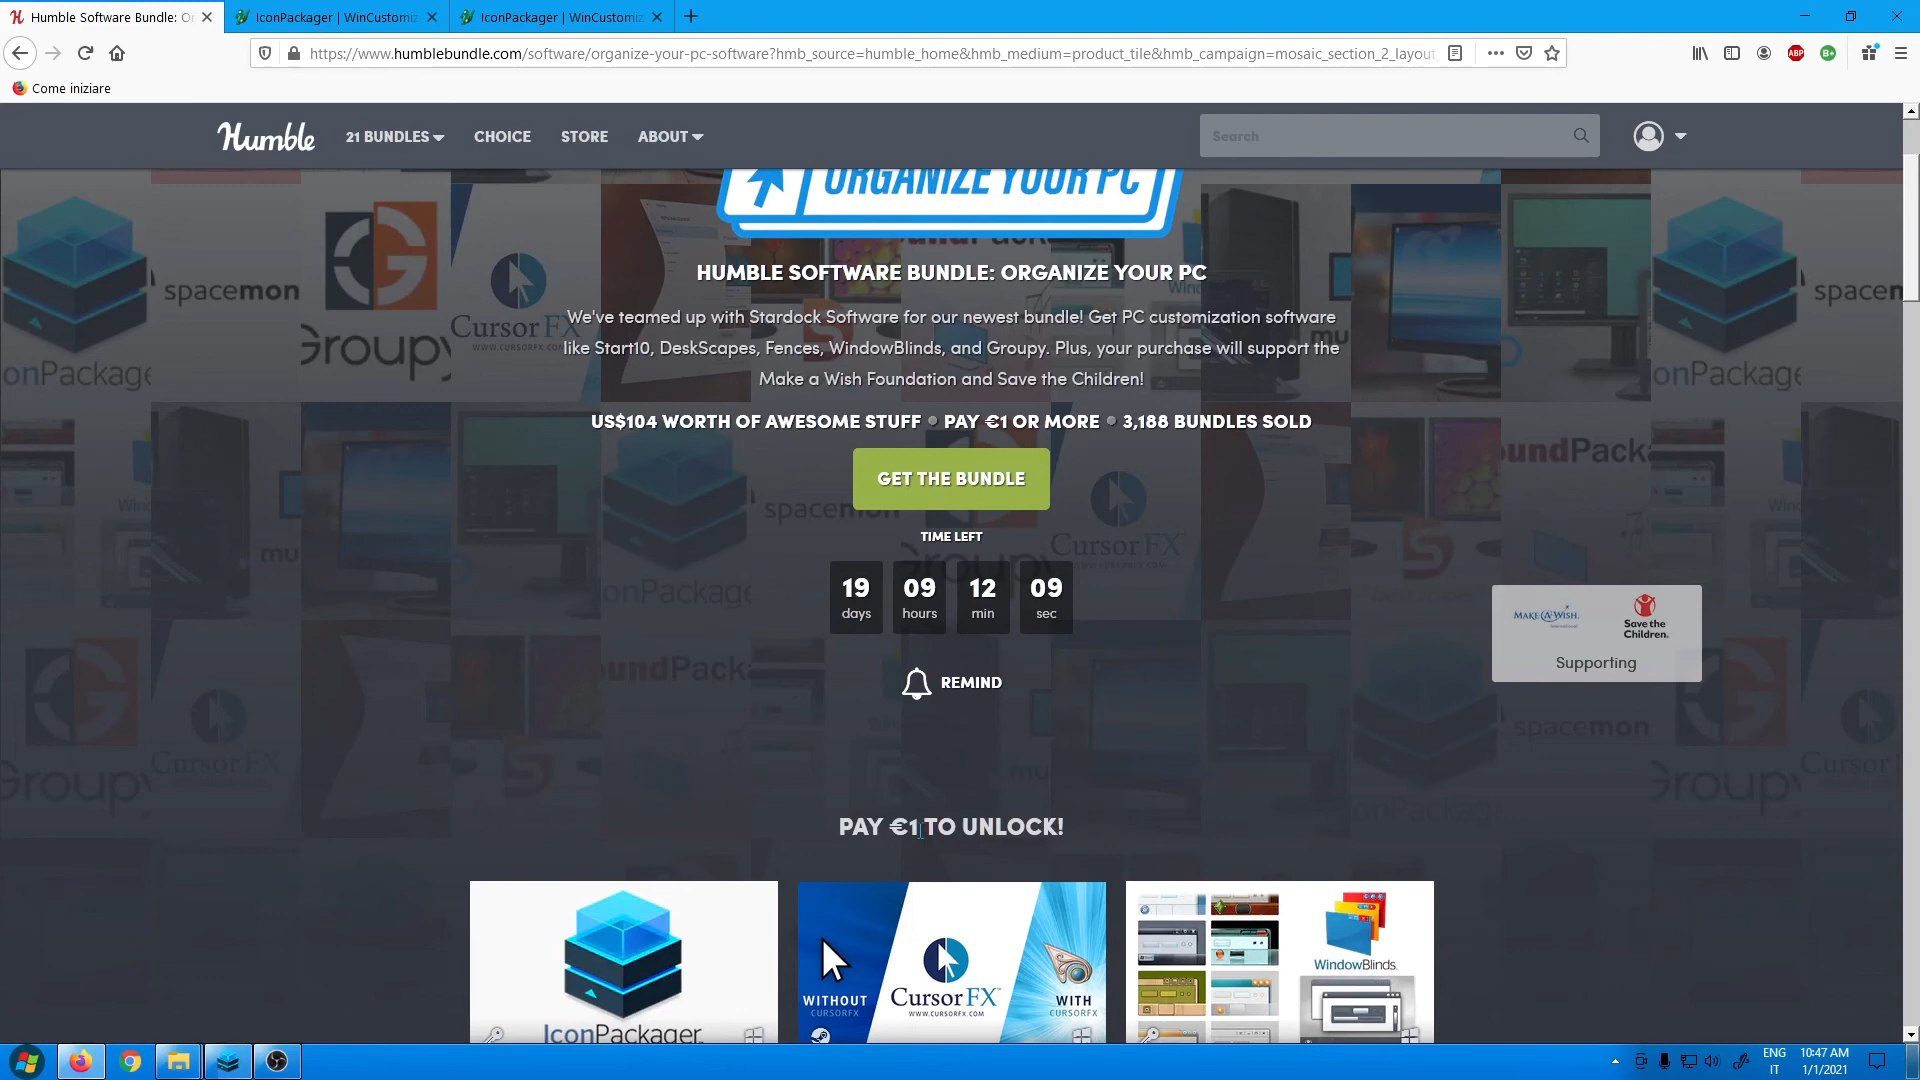 Humble Software Bundle: Or
IconPackager | WinCustomiz
IconPackager | WinCustomiz
https://www.humblebundle.com/software/organize-your-pc-software?hmb_source=humble_home&hmb_medium=product_tile&hmb_campaign=mosaic_section_2_layout
ABP
B+
Come iniziare
Humble
21 BUNDLES
CHOICE
STORE
ABOUT
Search
ORGANIZE YOUR PC
HUMBLE SOFTWARE BUNDLE: ORGANIZE YOUR PC
We've teamed up with Stardock Software for our newest bundle! Get PC customization software
like Start10, DeskScapes, Fences, WindowBlinds, and Groupy. Plus, your purchase will support the
Make a Wish Foundation and Save the Children!
US$104 WORTH OF AWESOME STUFF • PAY €1 OR MORE • 3,188 BUNDLES SOLD
GET THE BUNDLE
TIME LEFT
19 09 12 09
days hours min sec
REMIND
MAKE-A-WISH.
International
Save the
Children.
Supporting
PAY €1 TO UNLOCK!
IconPackager
WITHOUT
CURSORFX
CursorFX
WWW.CURSORFX.COM
WITH
CURSORFX
WindowBlinds
ENG
IT
10:47 AM
1/1/2021